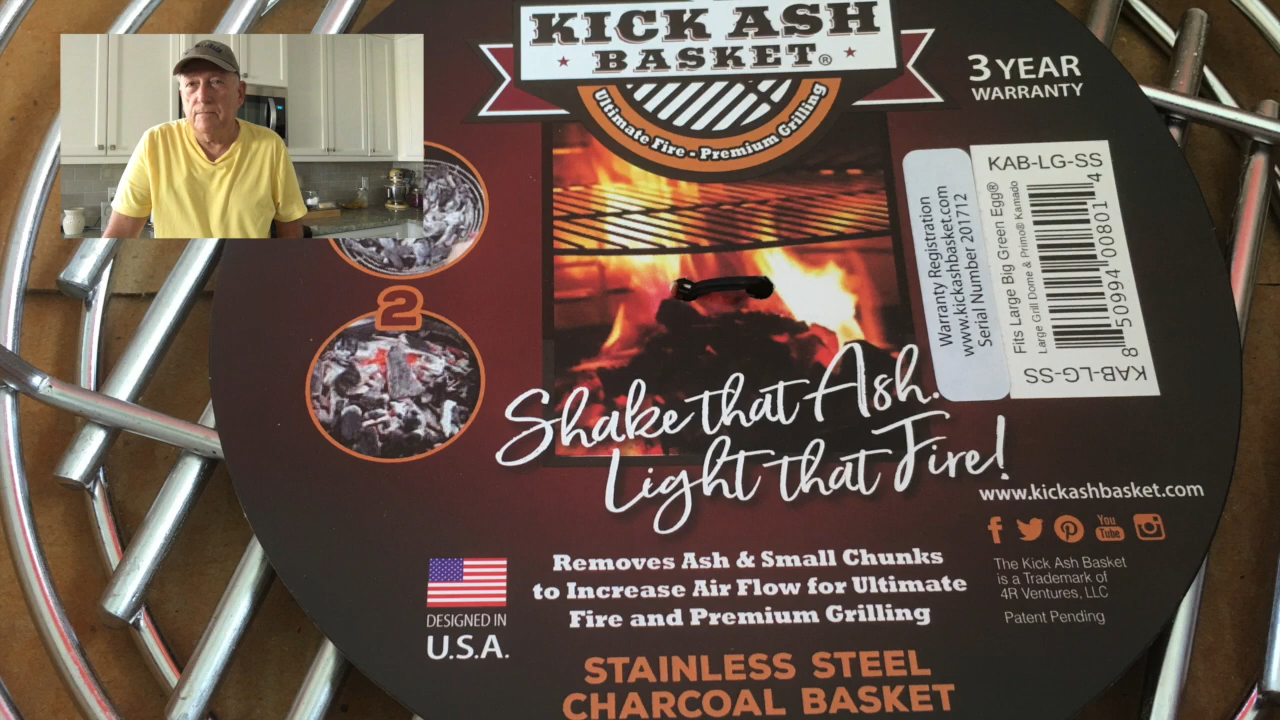 KICK ASH
BASKET®
Ultimate Fire - Premium Grilling
3 YEAR
WARRANTY
Warranty Registration
www.kickashbasket.com
Serial Number 201712
KAB-LG-SS
Fits Large Big Green Egg®
Large Grill Dome & Primo® Kamado
8 50994 00801 4
KAB-LG-SS
2
Shake that Ash.
Light that Fire!
www.kickashbasket.com
You
Tube
The Kick Ash Basket
is a Trademark of
4R Ventures, LLC
Patent Pending
Removes Ash & Small Chunks
to Increase Air Flow for Ultimate
Fire and Premium Grilling
DESIGNED IN
U.S.A.
STAINLESS STEEL
CHARCOAL BASKET